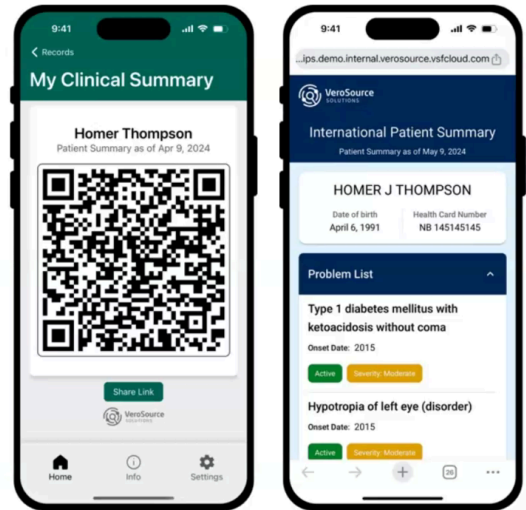 9:41
Records
My Clinical Summary
Homer Thompson
Patient Summary as of Apr 9, 2024
Share Link
VeroSource
SOLUTIONS
Home
Info
Settings
9:41
...ips.demo.internal.verosource.vsfcloud.com
VeroSource
SOLUTIONS
International Patient Summary
Patient Summary as of May 9, 2024
HOMER J THOMPSON
Date of birth
April 6, 1991
Health Card Number
NB 145145145
Problem List
Type 1 diabetes mellitus with
ketoacidosis without coma
Onset Date: 2015
Active
Severity: Moderate
Hypotropia of left eye (disorder)
Onset Date: 2015
Active
Severity: Moderate
26